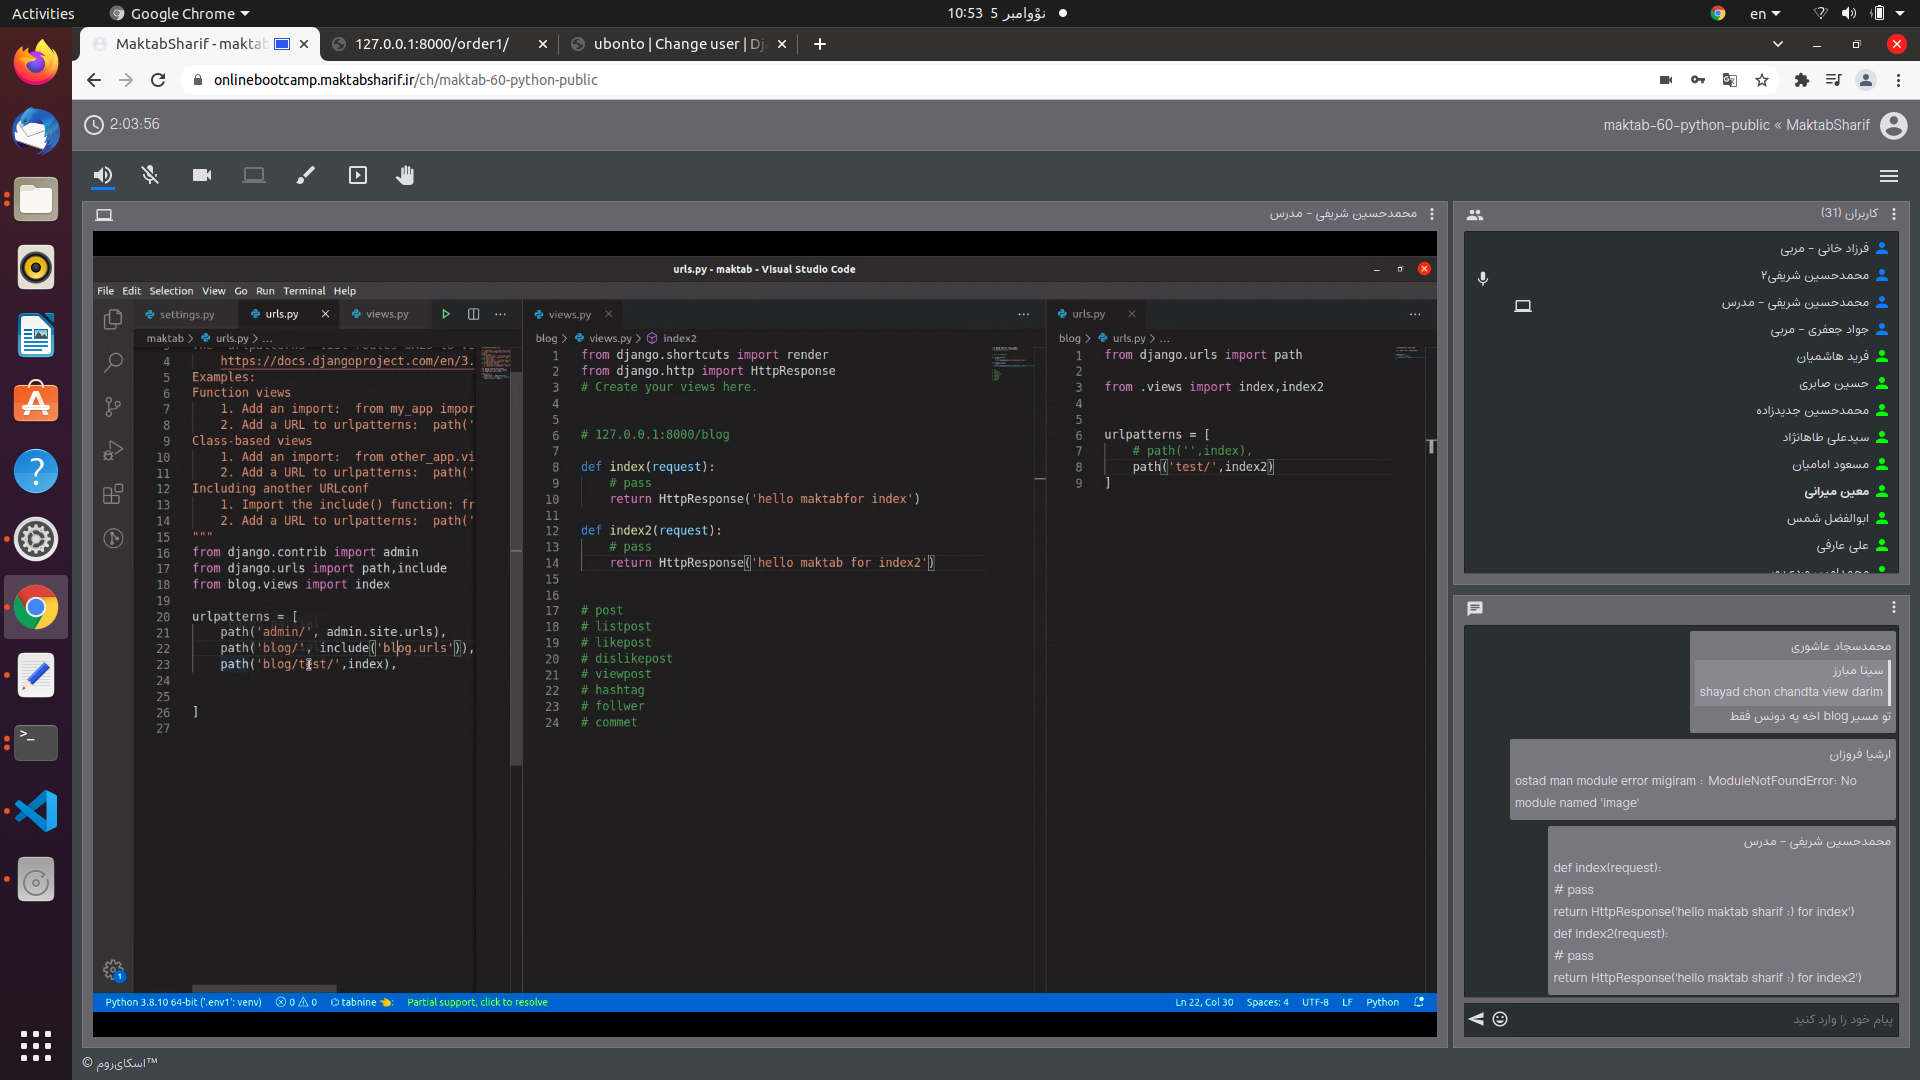 Activities
Google Chrome
10:53 5 نوْوامبر
en
MaktabSharif - maktab
127.0.0.1:8000/order1/
ubonto | Change user | Dj
onlinebootcamp.maktabsharif.ir/ch/maktab-60-python-public
2:03:56
maktab-60-python-public « MaktabSharif
محمدحسین شریفی - مدرس
urls.py - maktab - Visual Studio Code
File Edit Selection View Go Run Terminal Help
settings.py
urls.py
views.py
maktab > urls.py > ...
4 https://docs.djangoproject.com/en/3.
5 Examples:
6 Function views
7 1. Add an import:  from my_app impor
8 2. Add a URL to urlpatterns:  path('
9 Class-based views
10 1. Add an import:  from other_app.vi
11 2. Add a URL to urlpatterns:  path('
12 Including another URLconf
13 1. Import the include() function: fr
14 2. Add a URL to urlpatterns:  path('
15 """
16 from django.contrib import admin
17 from django.urls import path,include
18 from blog.views import index
19
20 urlpatterns = [
21 path('admin/', admin.site.urls),
22 path('blog/', include('blog.urls')),
23 path('blog/test/',index),
24
25
26 ]
27
views.py
blog > views.py > index2
1 from django.shortcuts import render
2 from django.http import HttpResponse
3 # Create your views here.
4
5
6 # 127.0.0.1:8000/blog
7
8 def index(request):
9 # pass
10 return HttpResponse('hello maktabfor index')
11
12 def index2(request):
13 # pass
14 return HttpResponse('hello maktab for index2')
15
16
17 # post
18 # listpost
19 # likepost
20 # dislikepost
21 # viewpost
22 # hashtag
23 # follwer
24 # commet
urls.py
blog > urls.py > ...
1 from django.urls import path
2
3 from .views import index,index2
4
5
6 urlpatterns = [
7 # path('',index),
8 path('test/',index2)
9 ]
Python 3.8.10 64-bit ('.env1': venv) 0 0 tabnine Partial support, click to resolve
Ln 22, Col 30 Spaces: 4 UTF-8 LF Python
1
کاربران (31)
فرزاد خانی - مربی
محمدحسین شریفی۲
محمدحسین شریفی - مدرس
جواد جعفری - مربی
فرید هاشمیان
حسین صابری
محمدحسین جدیدزاده
سیدعلی طاهانژاد
مسعود امامیان
معین میرانی
ابوالفضل شمس
علی عارفی
محمدسجاد عاشوری
سینا مبارز
shayad chon chandta view darim
تو مسیر blog اخه یه دونس فقط
ارشیا فروزان
ostad man module error migiram : ModuleNotFoundError: No
module named 'image'
محمدحسین شریفی - مدرس
def index(request):
# pass
return HttpResponse('hello maktab sharif :) for index')
def index2(request):
# pass
return HttpResponse('hello maktab sharif :) for index2')
پیام خود را وارد کنید
© اسکای‌روم™